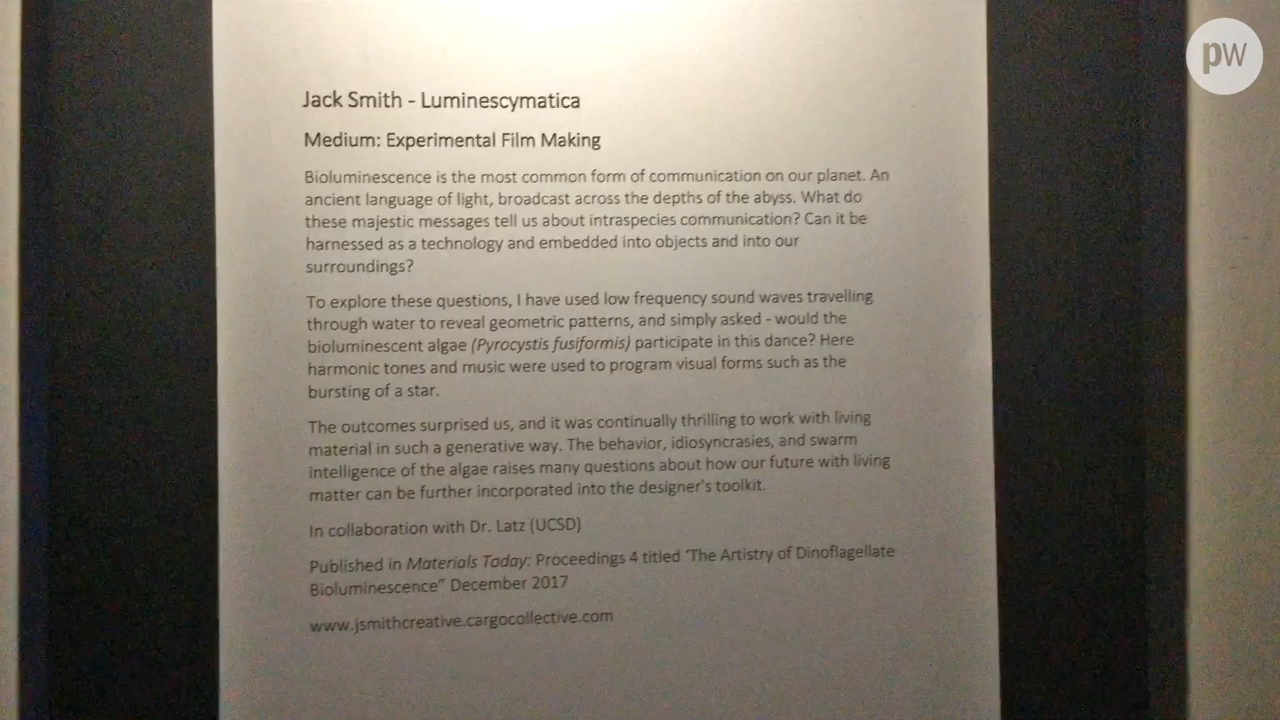 pw
Jack Smith - Luminescymatica
Medium: Experimental Film Making
Bioluminescence is the most common form of communication on our planet. An
ancient language of light, broadcast across the depths of the abyss. What do
these majestic messages tell us about intraspecies communication? Can it be
harnessed as a technology and embedded into objects and into our
surroundings?
To explore these questions, I have used low frequency sound waves travelling
through water to reveal geometric patterns, and simply asked - would the
bioluminescent algae (Pyrocystis fusiformis) participate in this dance? Here
harmonic tones and music were used to program visual forms such as the
bursting of a star.
The outcomes surprised us, and it was continually thrilling to work with living
material in such a generative way. The behavior, idiosyncrasies, and swarm
intelligence of the algae raises many questions about how our future with living
matter can be further incorporated into the designer's toolkit.
In collaboration with Dr. Latz (UCSD)
Published in Materials Today: Proceedings 4 titled 'The Artistry of Dinoflagellate
Bioluminescence" December 2017
www.jsmithcreative.cargocollective.com